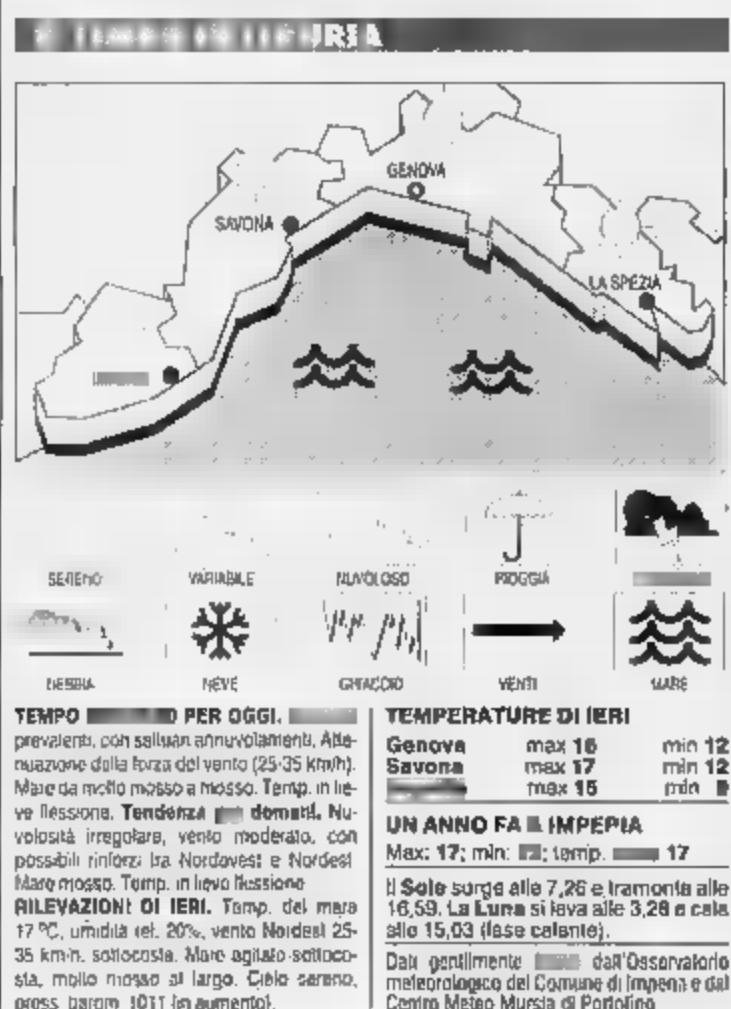 GENOVA
SAVONA
LA SPEZIA
SERENO
VARIABILE
NUVOLOSO
PIOGGIA
NEBBIA
NEVE
GHIACCIO
VENTI
MARE
TEMPO PER OGGI.
prevalenti, con saltuari annuvolamenti. Atte-
nuazione della forza del vento (25-35 km/h).
Mare da molto mosso a mosso. Temp. in lie-
ve flessione. Tendenza domani. Nu-
volosità irregolare, vento moderato, con
possibili rinforzi tra Nordovest e Nordest.
Mare mosso. Temp. in lieve flessione
RILEVAZIONI DI IERI. Temp. del mare
17 ºC, umidità rel. 20%, vento Nordest 25-
35 km/h. sottocosta. Mare agitato sottoco-
sta, molto mosso al largo. Cielo sereno,
press. barom. 1011 (in aumento).
TEMPERATURE DI IERI
Genova max 16 min 12
Savona max 17 min 12
max 15 min
UN ANNO FA IMPERIA
Max: 17; min: temp. 17
Il Sole sorge alle 7,26 e tramonta alle
16,59. La Luna si leva alle 3,28 e cala
alle 15,03 (fase calante).
Dati gentilmente dall'Osservatorio
meteorologico del Comune di Imperia e dal
Centro Meteo Mursia di Portofino